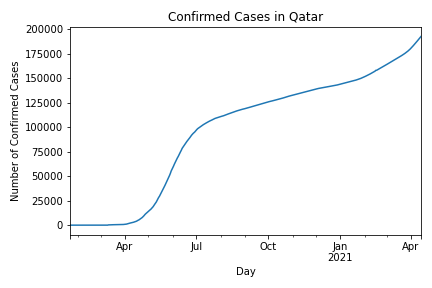 Confirmed Cases in Qatar
Number of Confirmed Cases
200000
175000
150000
125000
100000
75000
50000
25000
0
Apr
Jul
Oct
Jan
2021
Apr
Day